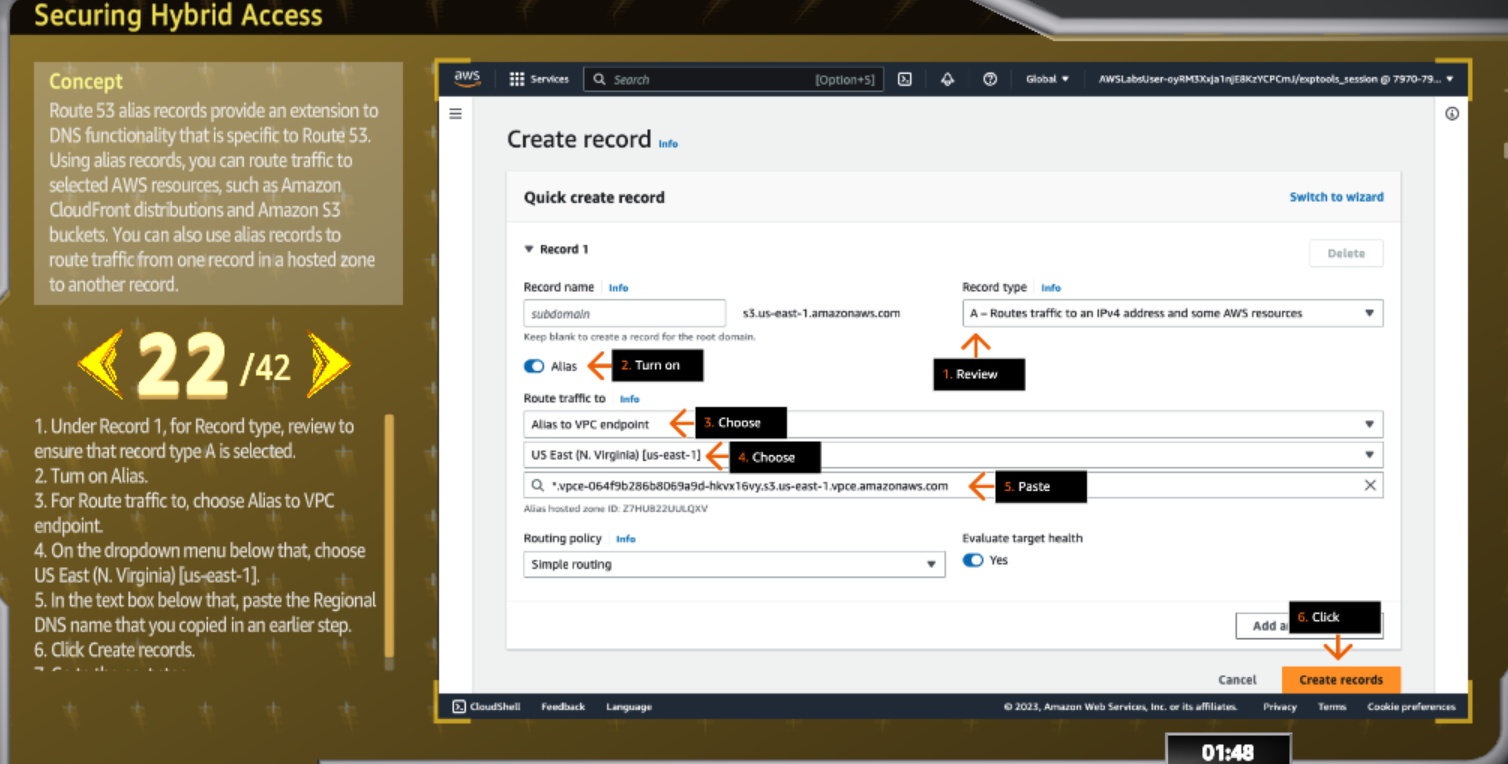 Securing Hybrid Access
Concept
Route 53 alias records provide an extension to
DNS functionality that is specific to Route 53.
Using alias records, you can route traffic to
selected AWS resources, such as Amazon
CloudFront distributions and Amazon S3
buckets. You can also use alias records to
route traffic from one record in a hosted zone
to another record.
22 /42
1. Under Record 1, for Record type, review to
ensure that record type A is selected.
2. Turn on Alias.
3. For Route traffic to, choose Alias to VPC
endpoint.
4. On the dropdown menu below that, choose
US East (N. Virginia) [us-east-1].
5. In the text box below that, paste the Regional
DNS name that you copied in an earlier step.
6. Click Create records.
aws Services Search [Option+S] Global AWSLabsUser-oyRM3Xxja1njE8KzYCPCmJ/exptools_session @ 7970-79...
Create record Info
Quick create record Switch to wizard
Record 1 Delete
Record name Info Record type Info
subdomain s3.us-east-1.amazonaws.com A – Routes traffic to an IPv4 address and some AWS resources
Keep blank to create a record for the root domain.
Alias 2. Turn on 1. Review
Route traffic to Info
Alias to VPC endpoint 3. Choose
US East (N. Virginia) [us-east-1] 4. Choose
*.vpce-064f9b286b8069a9d-hkvx16vy.s3.us-east-1.vpce.amazonaws.com 5. Paste
Alias hosted zone ID: Z7HUB22UULQXV
Routing policy Info Evaluate target health
Simple routing Yes
Add 6. Click
Cancel Create records
CloudShell Feedback Language © 2023, Amazon Web Services, Inc. or its affiliates. Privacy Terms Cookie preferences
01:48